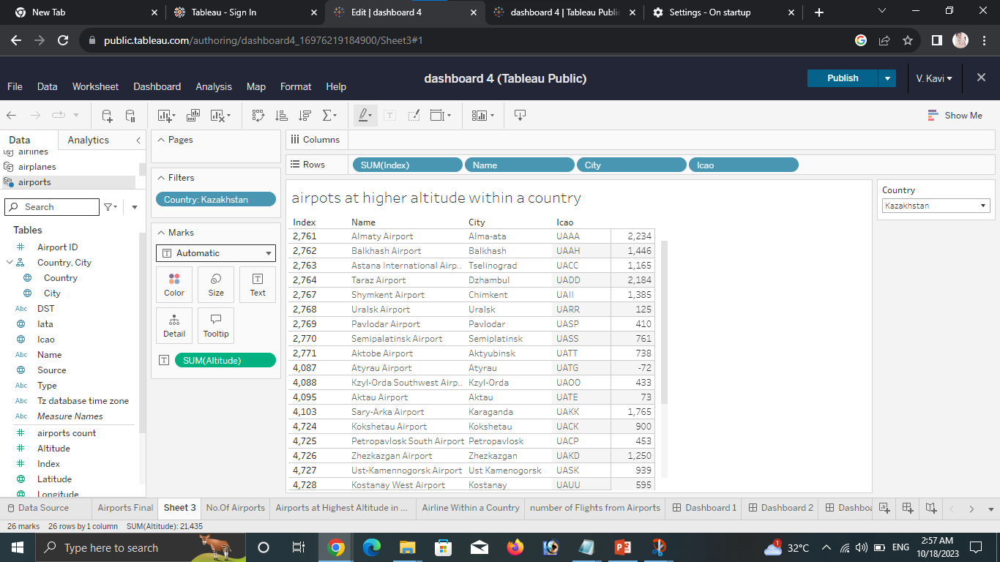 New Tab
Tableau - Sign In
Edit | dashboard 4
dashboard 4 | Tableau Public
Settings - On startup
public.tableau.com/authoring/dashboard4_16976219184900/Sheet3#1
dashboard 4 (Tableau Public)
Publish
V. Kavi
File Data Worksheet Dashboard Analysis Map Format Help
Show Me
Data Analytics
airlines
airplanes
airports
Search
Tables
Airport ID
Country, City
Country
City
Abc DST
Iata
Icao
Abc Name
Source
Abc Type
Abc Tz database time zone
Abc Measure Names
airports count
Altitude
Index
Latitude
Longitude
Pages
Filters
Country: Kazakhstan
Marks
Automatic
Color Size Text
Detail Tooltip
SUM(Altitude)
Columns
Rows SUM(Index) Name City Icao
airpots at higher altitude within a country
Index Name City Icao
2,761 Almaty Airport Alma-ata UAAA 2,234
2,762 Balkhash Airport Balkhash UAAH 1,446
2,763 Astana International Airp.. Tselinograd UACC 1,165
2,764 Taraz Airport Dzhambul UADD 2,184
2,767 Shymkent Airport Chimkent UAII 1,385
2,768 Uralsk Airport Uralsk UARR 125
2,769 Pavlodar Airport Pavlodar UASP 410
2,770 Semipalatinsk Airport Semiplatinsk UASS 761
2,771 Aktobe Airport Aktyubinsk UATT 738
4,087 Atyrau Airport Atyrau UATG -72
4,088 Kzyl-Orda Southwest Airp.. Kzyl-Orda UAOO 433
4,095 Aktau Airport Aktau UATE 73
4,103 Sary-Arka Airport Karaganda UAKK 1,765
4,724 Kokshetau Airport Kokshetau UACK 900
4,725 Petropavlosk South Airport Petropavlosk UACP 453
4,726 Zhezkazgan Airport Zhezkazgan UAKD 1,250
4,727 Ust-Kamennogorsk Airport Ust Kamenogorsk UASK 939
4,728 Kostanay West Airport Kostanay UAUU 595
Country
Kazakhstan
Data Source Airports Final Sheet 3 No.Of Airports Airports at Highest Altitude in ... Airline Within a Country number of Flights from Airports Dashboard 1 Dashboard 2 Dashboa
26 marks 26 rows by 1 column SUM(Altitude): 21,435
Type here to search
1
32°C
ENG
2:57 AM
10/18/2023